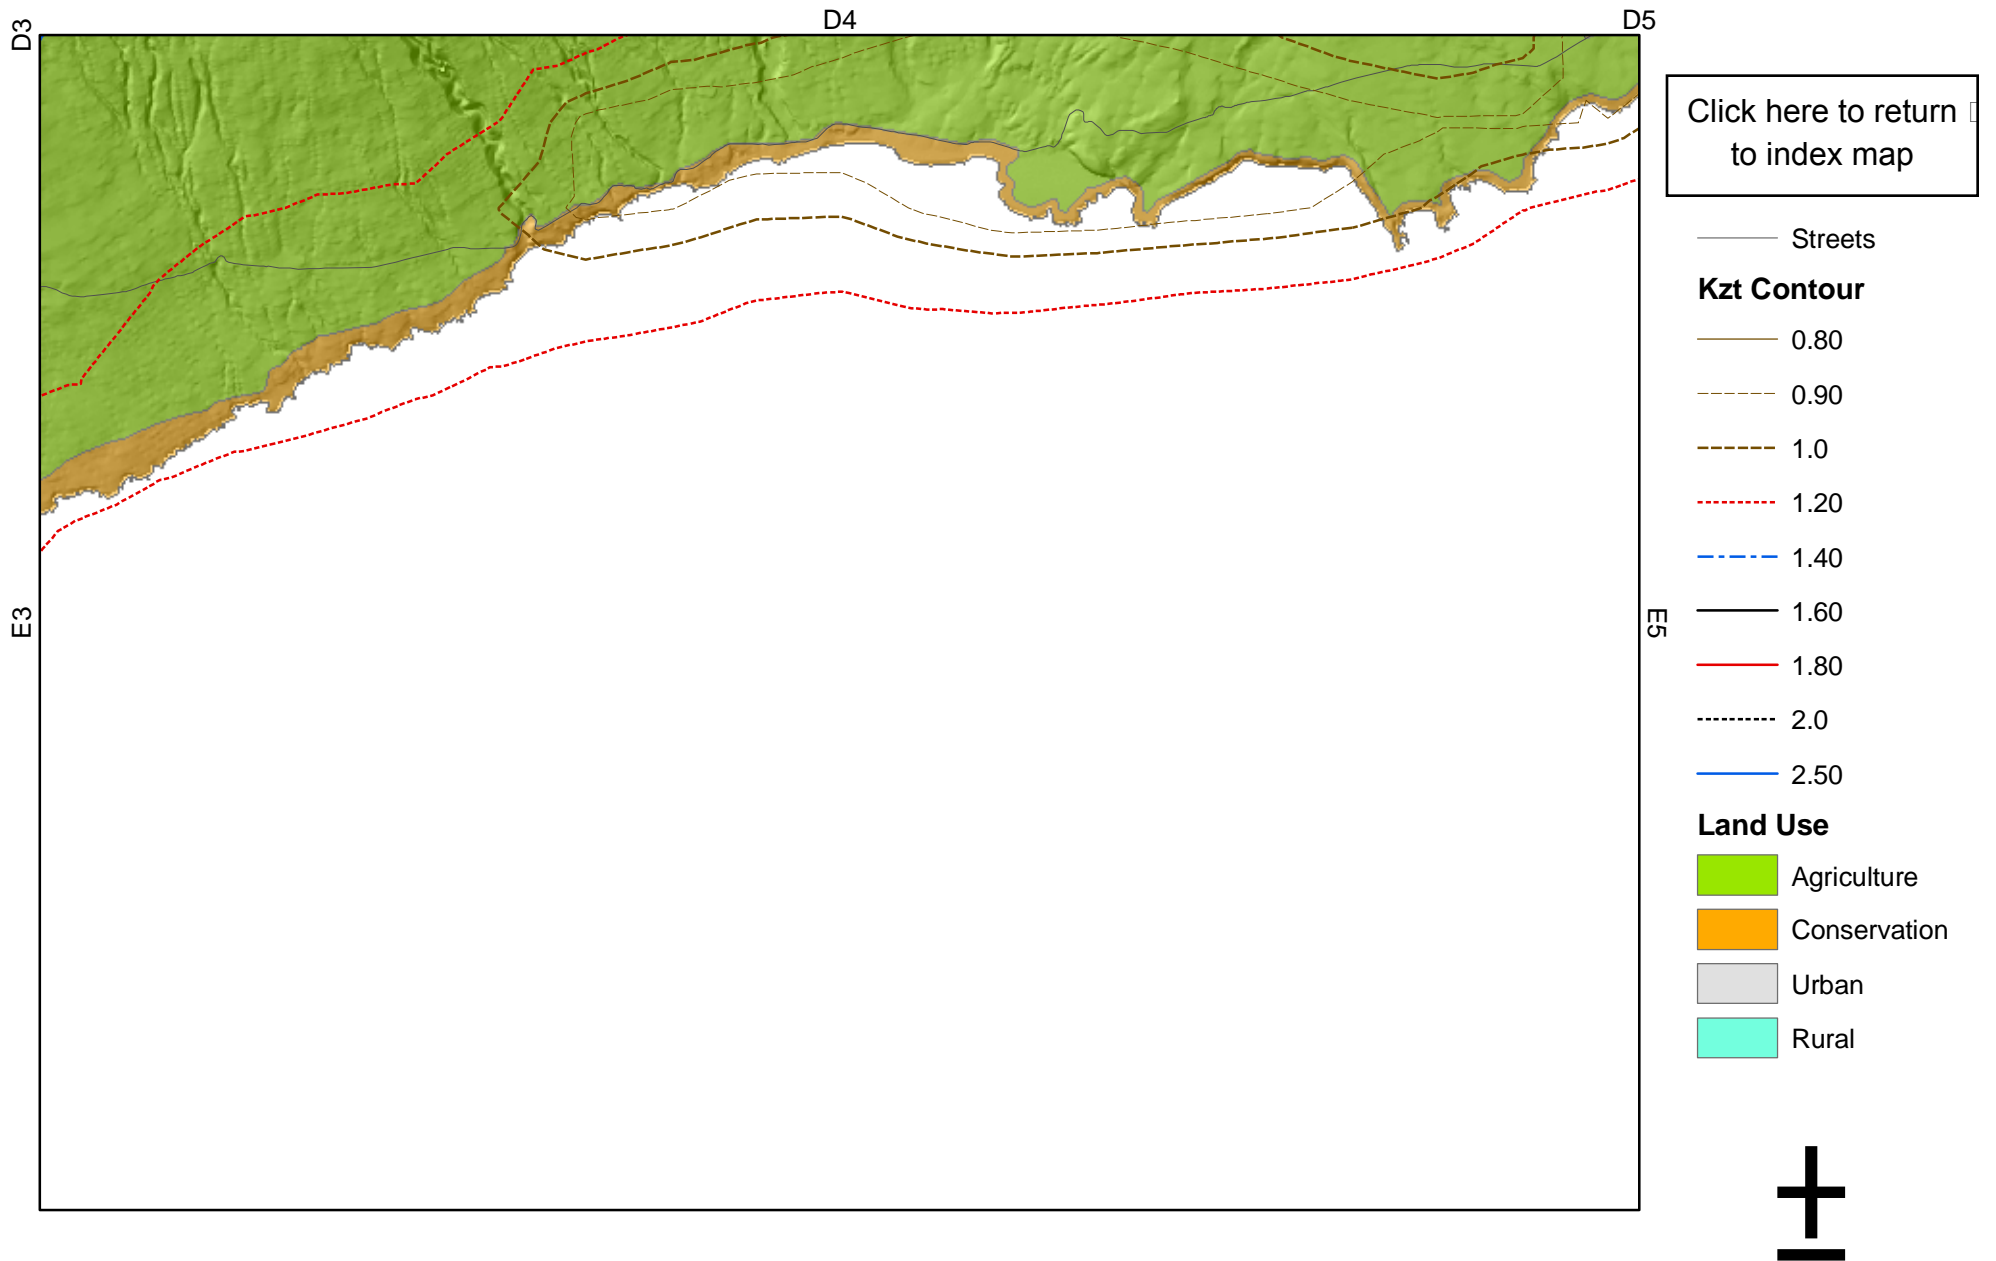 D3
D4
D5
E3
E5
Click here to return
to index map
Streets
Kzt Contour
0.80
0.90
1.0
1.20
1.40
1.60
1.80
2.0
2.50
Land Use
Agriculture
Conservation
Urban
Rural